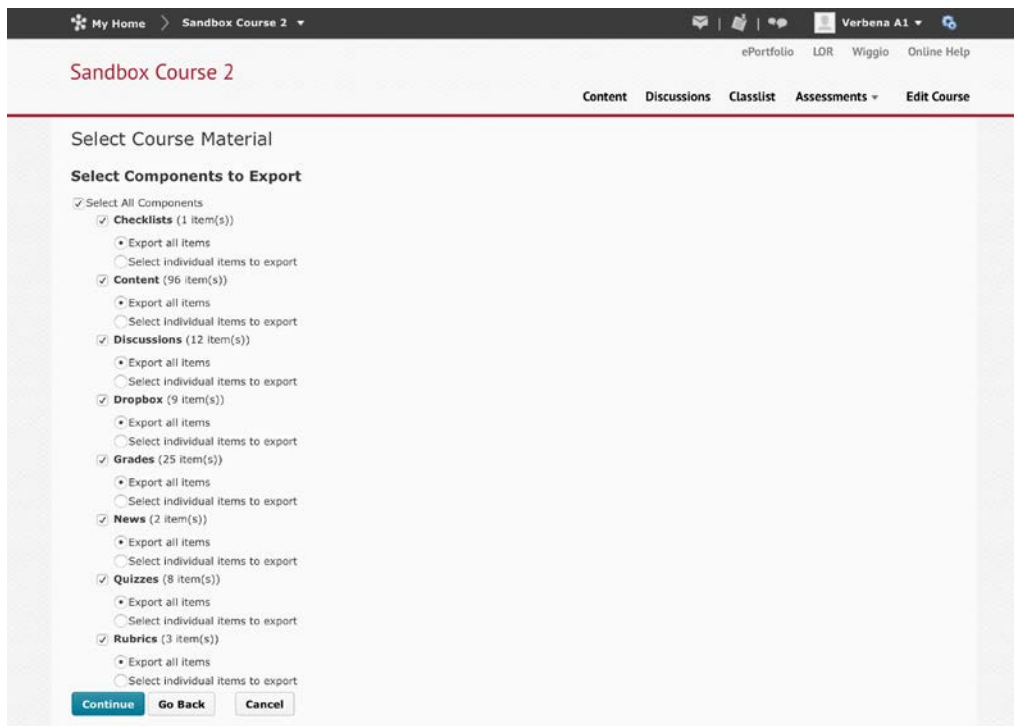 My Home Sandbox Course 2 Verbena A1
ePortfolio LOR Wiggio Online Help
Sandbox Course 2
Content Discussions Classlist Assessments Edit Course
Select Course Material
Select Components to Export
Select All Components
Checklists (1 item(s))
Export all items
Select individual items to export
Content (96 item(s))
Export all items
Select individual items to export
Discussions (12 item(s))
Export all items
Select individual items to export
Dropbox (9 item(s))
Export all items
Select individual items to export
Grades (25 item(s))
Export all items
Select individual items to export
News (2 item(s))
Export all items
Select individual items to export
Quizzes (8 item(s))
Export all items
Select individual items to export
Rubrics (3 item(s))
Export all items
Select individual items to export
Continue Go Back Cancel